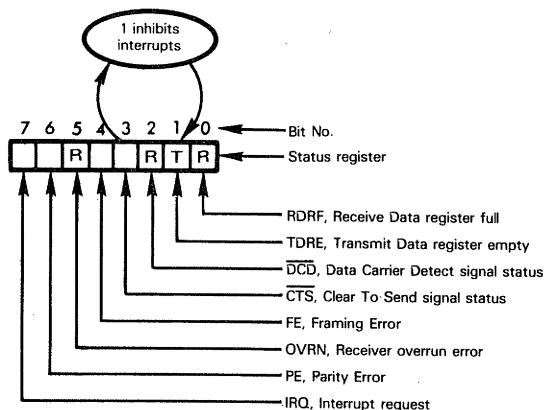 1 inhibits
interrupts
7 6 5 4 3 2 1 0
Bit No.
R R T R
Status register
RDRF, Receive Data register full
TDRE, Transmit Data register empty
D̅C̅D̅, Data Carrier Detect signal status
C̅T̅S̅, Clear To Send signal status
FE, Framing Error
OVRN, Receiver overrun error
PE, Parity Error
IRQ, Interrupt request